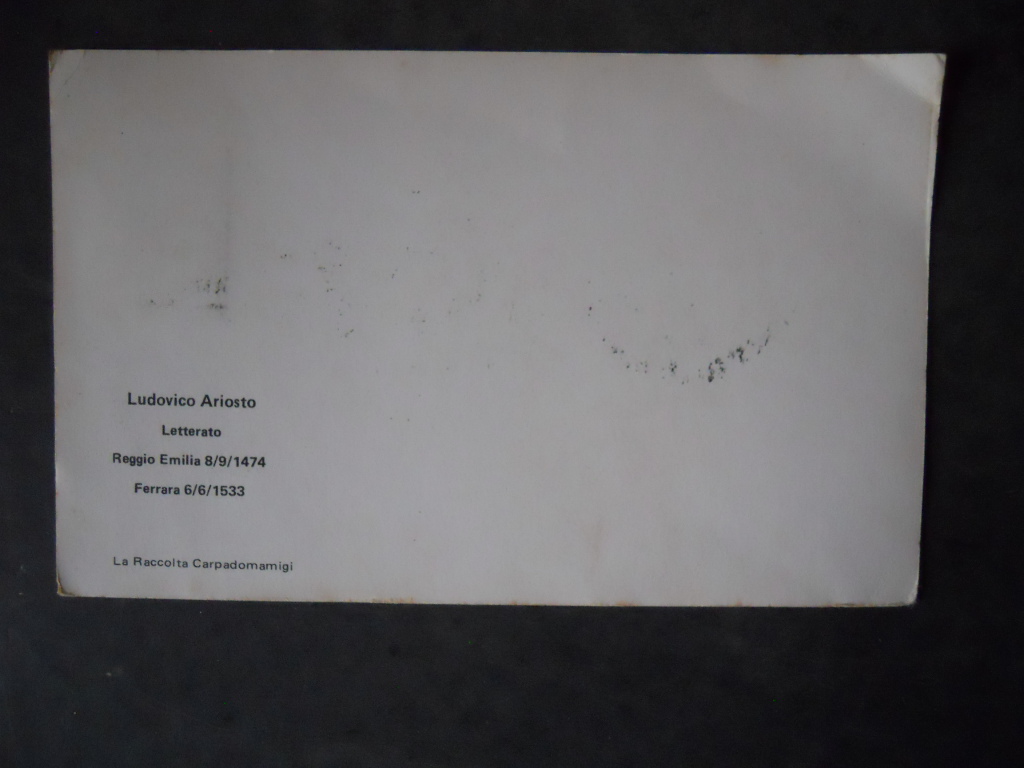 Ludovico Ariosto
Letterato
Reggio Emilia 8/9/1474
Ferrara 6/6/1533
La Raccolta Carpadomamigi